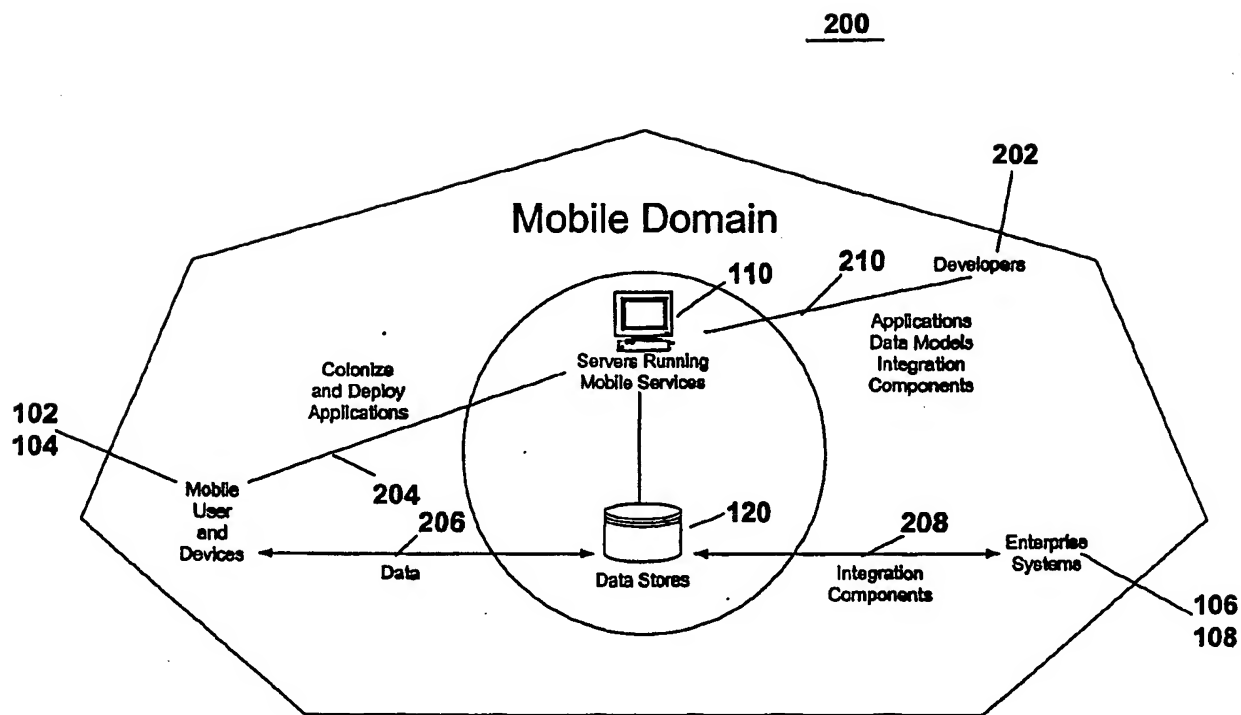 200
202
Mobile Domain
Developers
210
110
Applications
Data Models
Integration
Components
Servers Running
Mobile Services
Colonize
and Deploy
Applications
102
104
204
Mobile
User
and
Devices
206
Data
120
Data Stores
208
Integration
Components
Enterprise
Systems
106
108